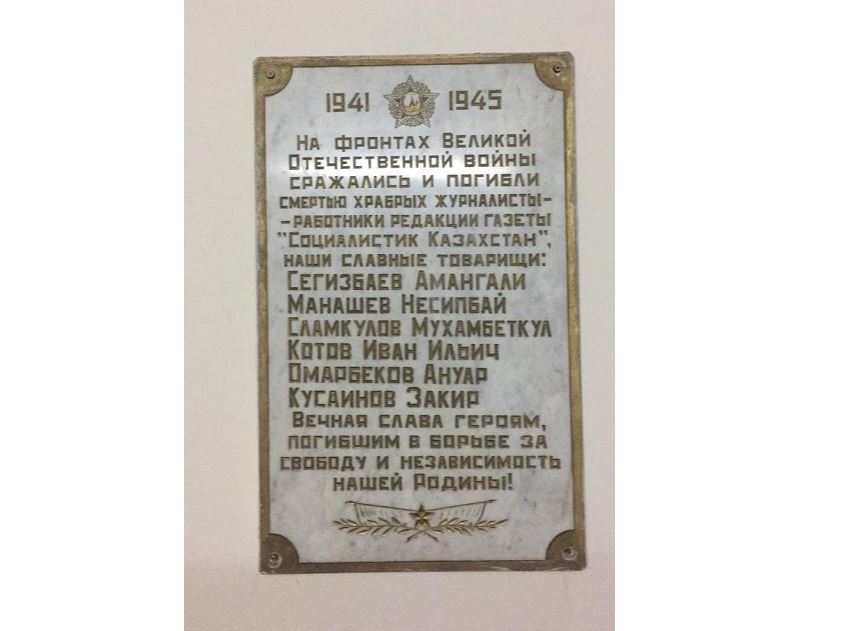 1941 1945
На фронтах Великой
Отечественной войны
сражались и погибли
смертью храбрых журналисты-
-работники редакции газеты
"Социалистик Казахстан",
наши славные товарищи:
Сегизбаев Амангали
Манашев Несипбай
Сламкулов Мухамбеткул
Котов Иван Ильич
Омарбеков Ануар
Кусаинов Закир
Вечная слава героям,
погибшим в борьбе за
свободу и независимость
нашей Родины!